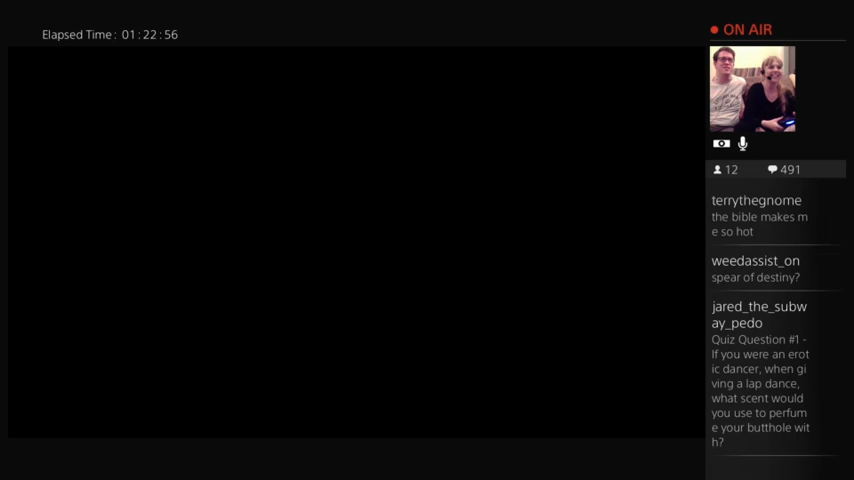 Elapsed Time: 01:22:56
ON AIR
12 491
terrythegnome
the bible makes m
e so hot
weedassist_on
spear of destiny?
jared_the_subw
ay_pedo
Quiz Question #1 -
If you were an erot
ic dancer, when gi
ving a lap dance,
what scent would
you use to perfum
e your butthole wit
h?